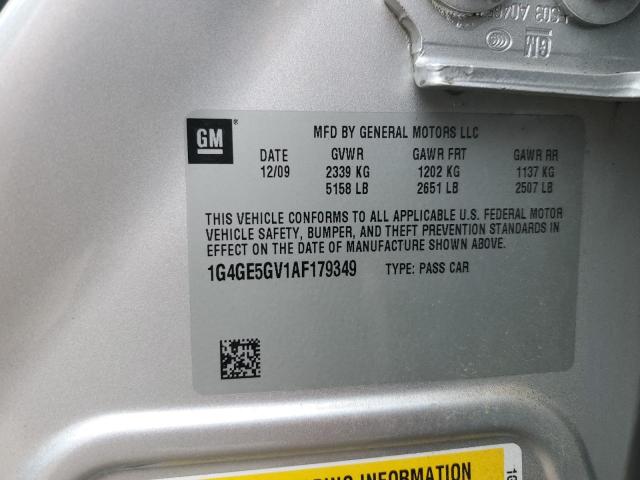 GM
GM®
MFD BY GENERAL MOTORS LLC
DATE GVWR GAWR FRT GAWR RR
12/09 2339 KG 1202 KG 1137 KG
5158 LB 2651 LB 2507 LB
THIS VEHICLE CONFORMS TO ALL APPLICABLE U.S. FEDERAL MOTOR
VEHICLE SAFETY, BUMPER, AND THEFT PREVENTION STANDARDS IN
EFFECT ON THE DATE OF MANUFACTURE SHOWN ABOVE.
1G4GE5GV1AF179349 TYPE: PASS CAR
INFORMATION